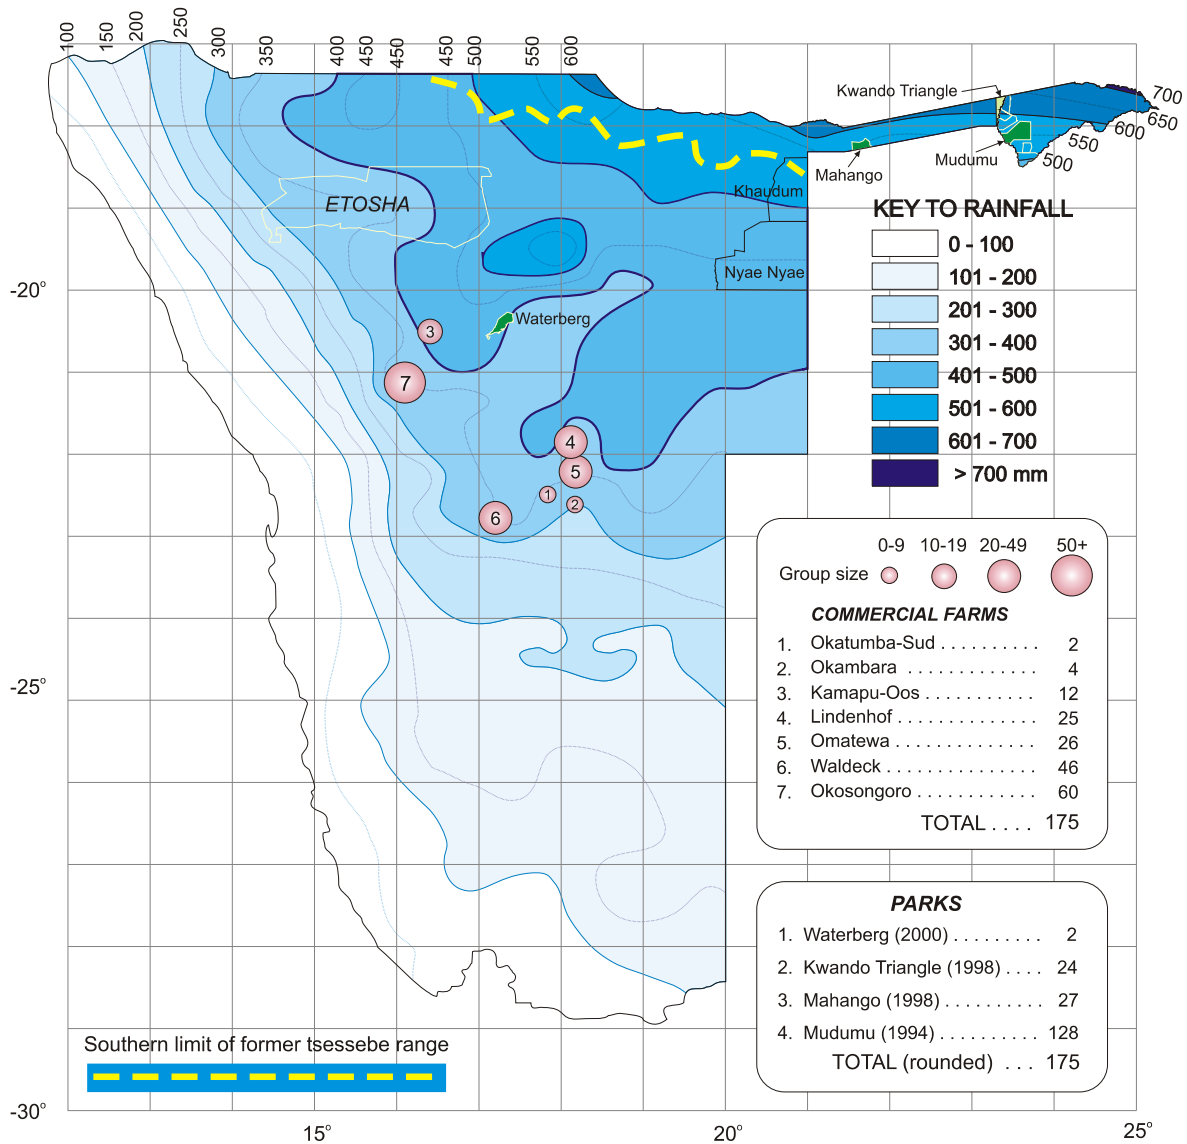 100 150 200 250 300 350 400 450 450 450 500 550 600
Kwando Triangle
700
650
600
550
500
Mudumu
Mahango
Khaudum
ETOSHA
Nyae Nyae
Waterberg
-20°
-25°
-30°
15° 20° 25°
3
7
4
5
1
2
6
KEY TO RAINFALL
0 - 100
101 - 200
201 - 300
301 - 400
401 - 500
501 - 600
601 - 700
> 700 mm
0-9 10-19 20-49 50+
Group size
COMMERCIAL FARMS
1. Okatumba-Sud . . . . . . . . . . 2
2. Okambara . . . . . . . . . . . . . 4
3. Kamapu-Oos . . . . . . . . . . . 12
4. Lindenhof . . . . . . . . . . . . . . 25
5. Omatewa . . . . . . . . . . . . . . 26
6. Waldeck . . . . . . . . . . . . . . . 46
7. Okosongoro . . . . . . . . . . . . 60
TOTAL . . . . 175
PARKS
1. Waterberg (2000) . . . . . . . . . 2
2. Kwando Triangle (1998) . . . . 24
3. Mahango (1998) . . . . . . . . . . 27
4. Mudumu (1994) . . . . . . . . . . 128
TOTAL (rounded) . . . 175
Southern limit of former tsessebe range